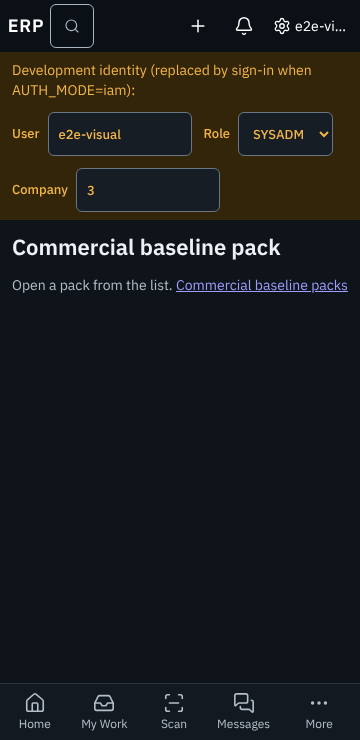 ERP
e2e-vi...
Development identity (replaced by sign-in when
AUTH_MODE=iam):
User e2e-visual Role SYSADM
Company 3
Commercial baseline pack
Open a pack from the list. Commercial baseline packs
Home My Work Scan Messages More